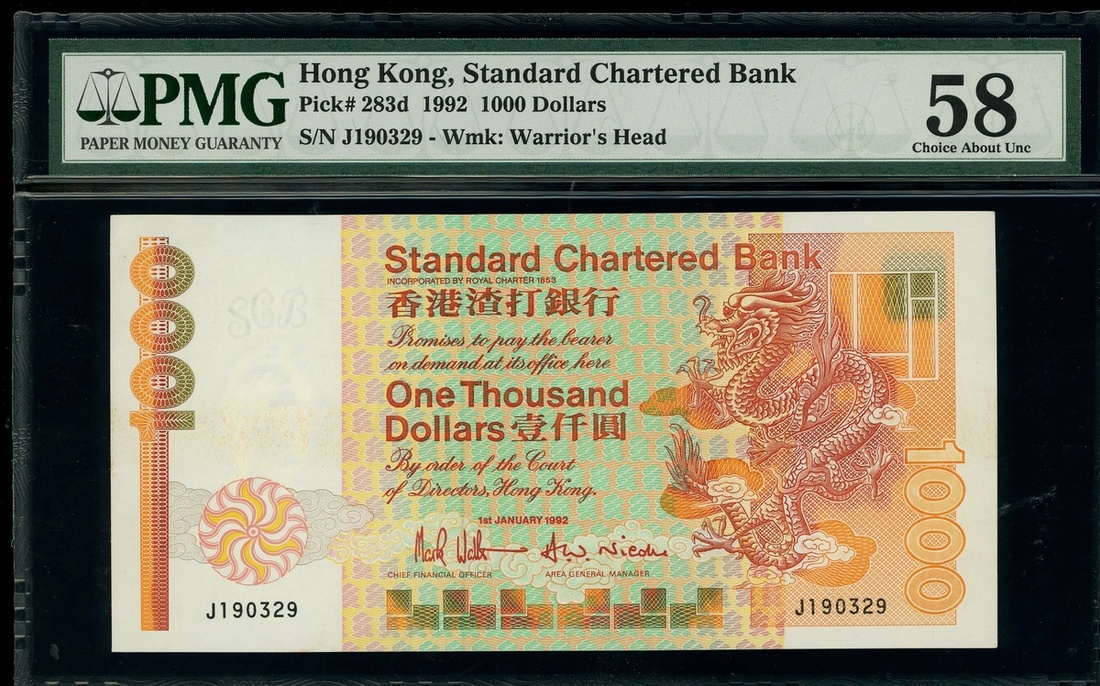 PMG
PAPER MONEY GUARANTY
Hong Kong, Standard Chartered Bank
Pick# 283d 1992 1000 Dollars
S/N J190329 - Wmk: Warrior's Head
58
Choice About Unc
1000
Standard Chartered Bank
INCORPORATED BY ROYAL CHARTER 1853
香港渣打銀行
SCB
Promises to pay the bearer
on demand at its office here
One Thousand
Dollars 壹仟圓
By order of the Court
of Directors, Hong Kong.
1st JANUARY 1992
CHIEF FINANCIAL OFFICER
AREA GENERAL MANAGER
J190329
J190329
1000